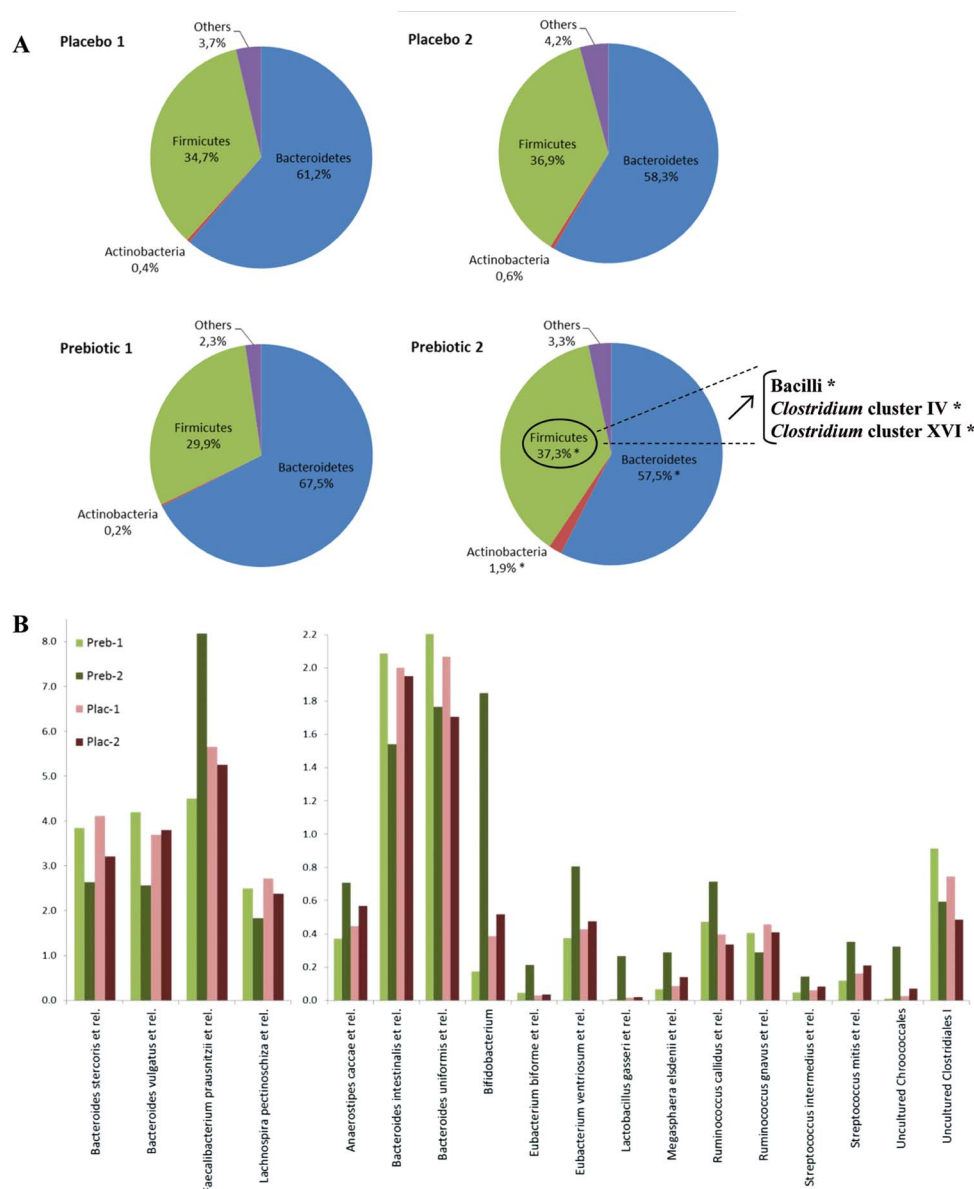 A
Placebo 1
Others
3,7%
Firmicutes
34,7%
Bacteroidetes
61,2%
Actinobacteria
0,4%
Placebo 2
Others
4,2%
Firmicutes
36,9%
Bacteroidetes
58,3%
Actinobacteria
0,6%
Prebiotic 1
Others
2,3%
Firmicutes
29,9%
Bacteroidetes
67,5%
Actinobacteria
0,2%
Prebiotic 2
Others
3,3%
Firmicutes
37,3% *
Bacteroidetes
57,5% *
Actinobacteria
1,9% *
Bacilli *
Clostridium cluster IV *
Clostridium cluster XVI *
B
8.0
7.0
6.0
5.0
4.0
3.0
2.0
1.0
0.0
Preb-1
Preb-2
Plac-1
Plac-2
Bacteroides stercoris et rel.
Bacteroides vulgatus et rel.
Faecalibacterium prausnitzii et rel.
Lachnospira pectinoschiza et rel.
2.2
2.0
1.8
1.6
1.4
1.2
1.0
0.8
0.6
0.4
0.2
0.0
Anaerostipes caccae et rel.
Bacteroides intestinalis et rel.
Bacteroides uniformis et rel.
Bifidobacterium
Eubacterium biforme et rel.
Eubacterium ventriosum et rel.
Lactobacillus gasseri et rel.
Megasphaera elsdenii et rel.
Ruminococcus callidus et rel.
Ruminococcus gnavus et rel.
Streptococcus intermedius et rel.
Streptococcus mitis et rel.
Uncultured Chroococcales
Uncultured Clostridiales I